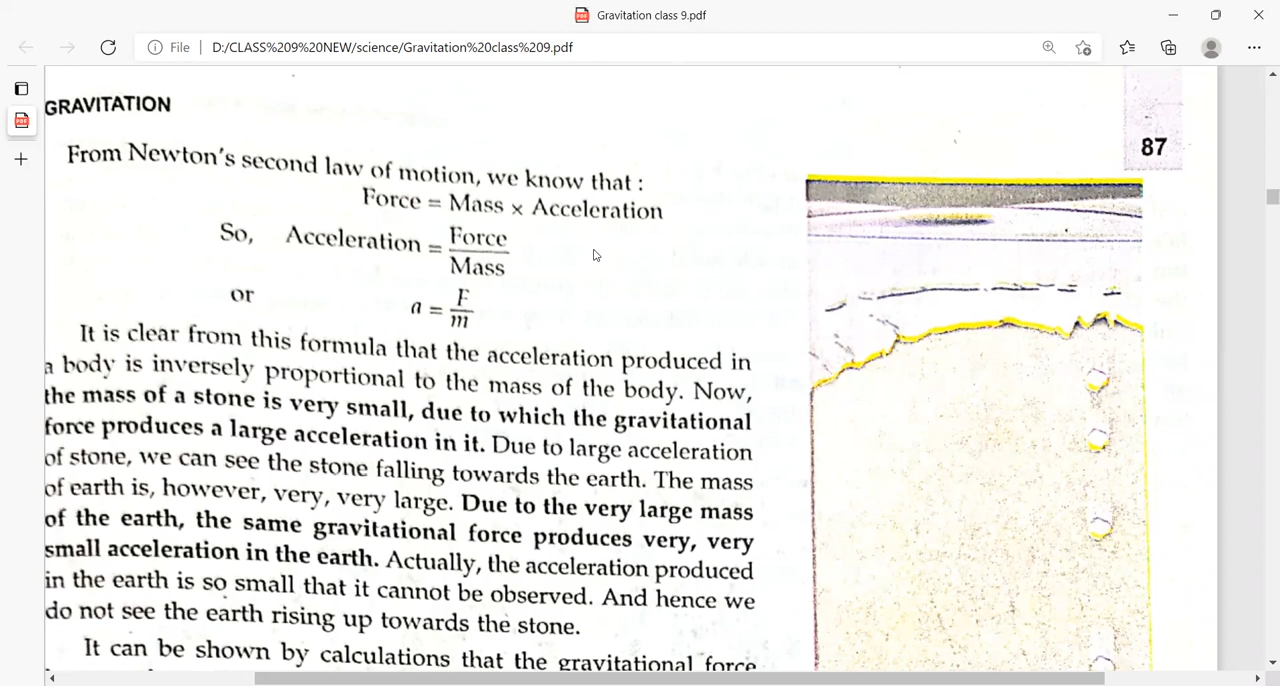 Gravitation class 9.pdf
File | D:/CLASS%209%20NEW/science/Gravitation%20class%209.pdf
GRAVITATION
87
From Newton's second law of motion, we know that :
Force = Mass × Acceleration
So, Acceleration = Force
Mass
or a = F
m
It is clear from this formula that the acceleration produced in
a body is inversely proportional to the mass of the body. Now,
the mass of a stone is very small, due to which the gravitational
force produces a large acceleration in it. Due to large acceleration
of stone, we can see the stone falling towards the earth. The mass
of earth is, however, very, very large. Due to the very large mass
of the earth, the same gravitational force produces very, very
small acceleration in the earth. Actually, the acceleration produced
in the earth is so small that it cannot be observed. And hence we
do not see the earth rising up towards the stone.
It can be shown by calculations that the gravitational force